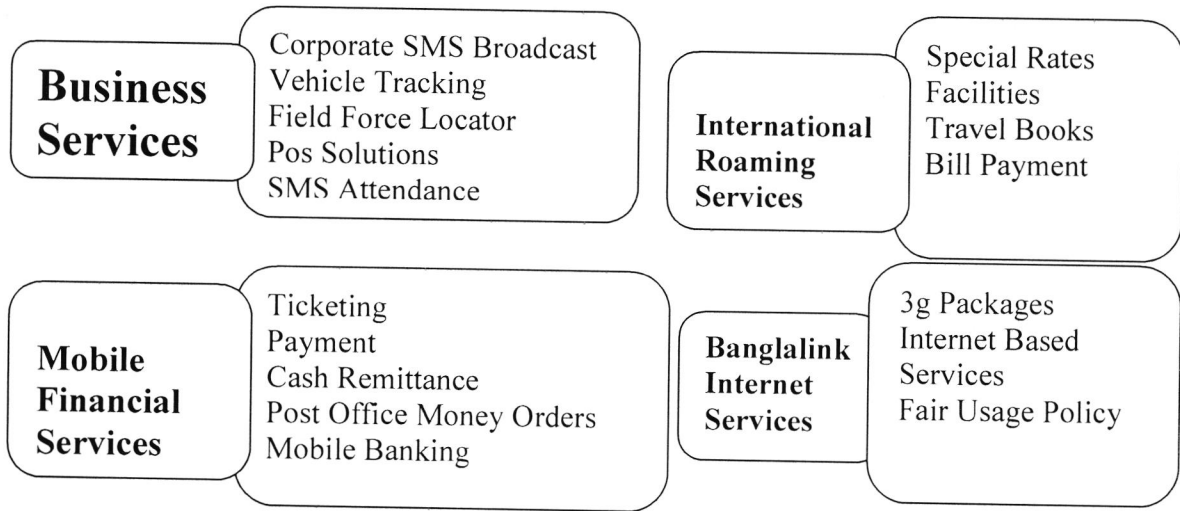 Business
Services
Corporate SMS Broadcast
Vehicle Tracking
Field Force Locator
Pos Solutions
SMS Attendance
International
Roaming
Services
Special Rates
Facilities
Travel Books
Bill Payment
Mobile
Financial
Services
Ticketing
Payment
Cash Remittance
Post Office Money Orders
Mobile Banking
Banglalink
Internet
Services
3g Packages
Internet Based
Services
Fair Usage Policy